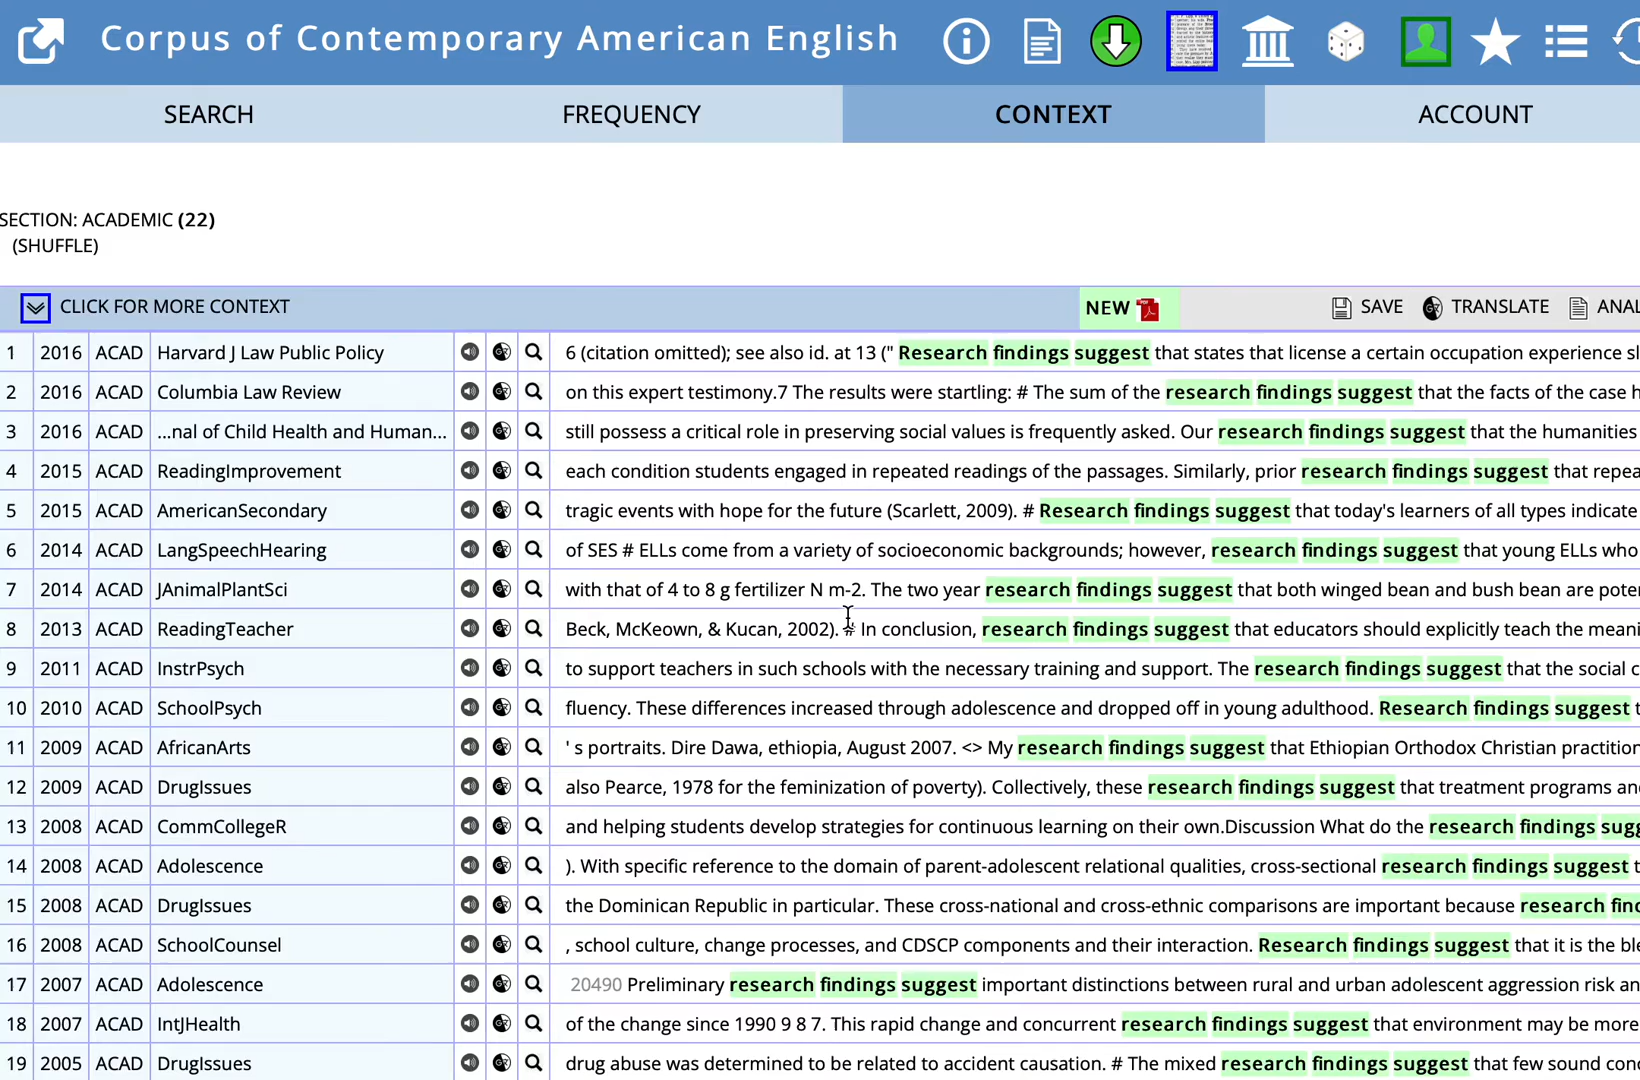 Corpus of Contemporary American English
SEARCH FREQUENCY CONTEXT ACCOUNT
SECTION: ACADEMIC (22)
(SHUFFLE)
CLICK FOR MORE CONTEXT NEW SAVE TRANSLATE ANAL
1 2016 ACAD Harvard J Law Public Policy 6 (citation omitted); see also id. at 13 (" Research findings suggest that states that license a certain occupation experience sl
2 2016 ACAD Columbia Law Review on this expert testimony.7 The results were startling: # The sum of the research findings suggest that the facts of the case h
3 2016 ACAD ...nal of Child Health and Human... still possess a critical role in preserving social values is frequently asked. Our research findings suggest that the humanities
4 2015 ACAD ReadingImprovement each condition students engaged in repeated readings of the passages. Similarly, prior research findings suggest that repea
5 2015 ACAD AmericanSecondary tragic events with hope for the future (Scarlett, 2009). # Research findings suggest that today's learners of all types indicate
6 2014 ACAD LangSpeechHearing of SES # ELLs come from a variety of socioeconomic backgrounds; however, research findings suggest that young ELLs who
7 2014 ACAD JAnimalPlantSci with that of 4 to 8 g fertilizer N m-2. The two year research findings suggest that both winged bean and bush bean are poten
8 2013 ACAD ReadingTeacher Beck, McKeown, & Kucan, 2002). # In conclusion, research findings suggest that educators should explicitly teach the meani
9 2011 ACAD InstrPsych to support teachers in such schools with the necessary training and support. The research findings suggest that the social c
10 2010 ACAD SchoolPsych fluency. These differences increased through adolescence and dropped off in young adulthood. Research findings suggest t
11 2009 ACAD AfricanArts ' s portraits. Dire Dawa, ethiopia, August 2007. <> My research findings suggest that Ethiopian Orthodox Christian practition
12 2009 ACAD DrugIssues also Pearce, 1978 for the feminization of poverty). Collectively, these research findings suggest that treatment programs an
13 2008 ACAD CommCollegeR and helping students develop strategies for continuous learning on their own.Discussion What do the research findings sugg
14 2008 ACAD Adolescence ). With specific reference to the domain of parent-adolescent relational qualities, cross-sectional research findings suggest t
15 2008 ACAD DrugIssues the Dominican Republic in particular. These cross-national and cross-ethnic comparisons are important because research find
16 2008 ACAD SchoolCounsel , school culture, change processes, and CDSCP components and their interaction. Research findings suggest that it is the ble
17 2007 ACAD Adolescence 20490 Preliminary research findings suggest important distinctions between rural and urban adolescent aggression risk an
18 2007 ACAD IntJHealth of the change since 1990 9 8 7. This rapid change and concurrent research findings suggest that environment may be more
19 2005 ACAD DrugIssues drug abuse was determined to be related to accident causation. # The mixed research findings suggest that few sound con